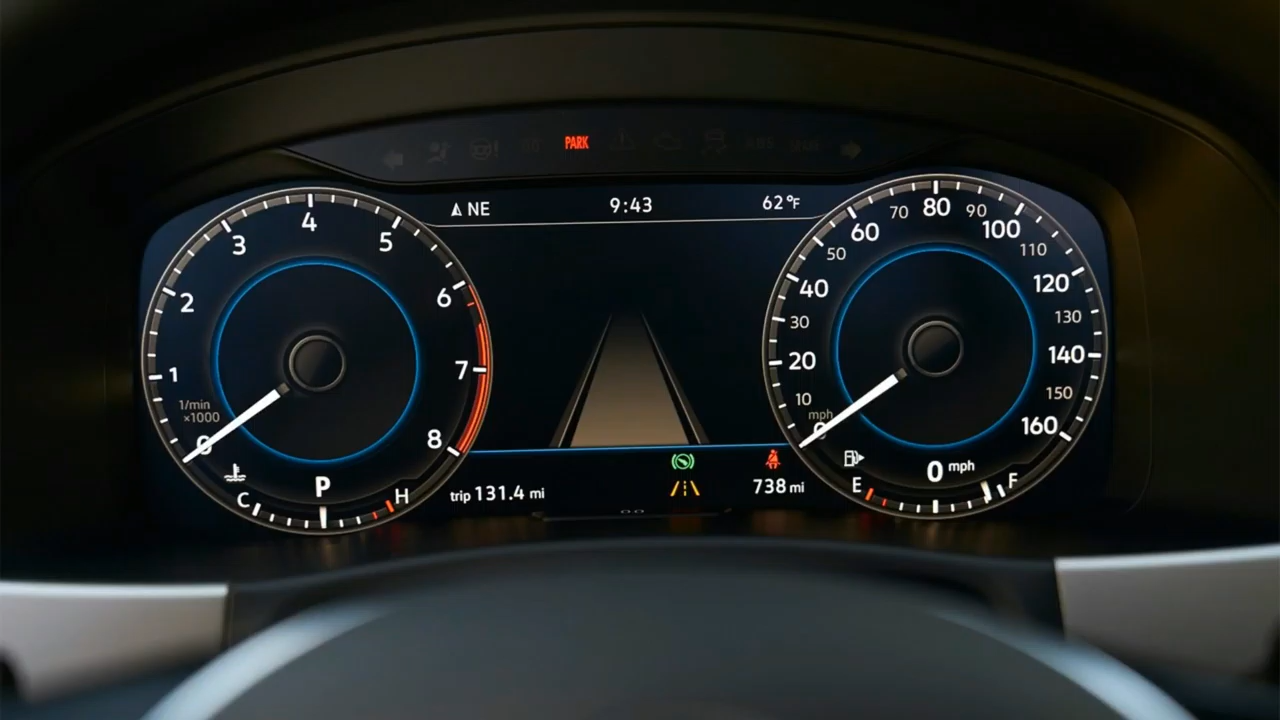 PARK
NE
9:43
62°F
0
1
2
3
4
5
6
7
8
1/min
×1000
C
P
H
trip 131.4 mi
738 mi
10
20
30
40
50
60
70
80
90
100
110
120
130
140
150
160
mph
0 mph
E
F